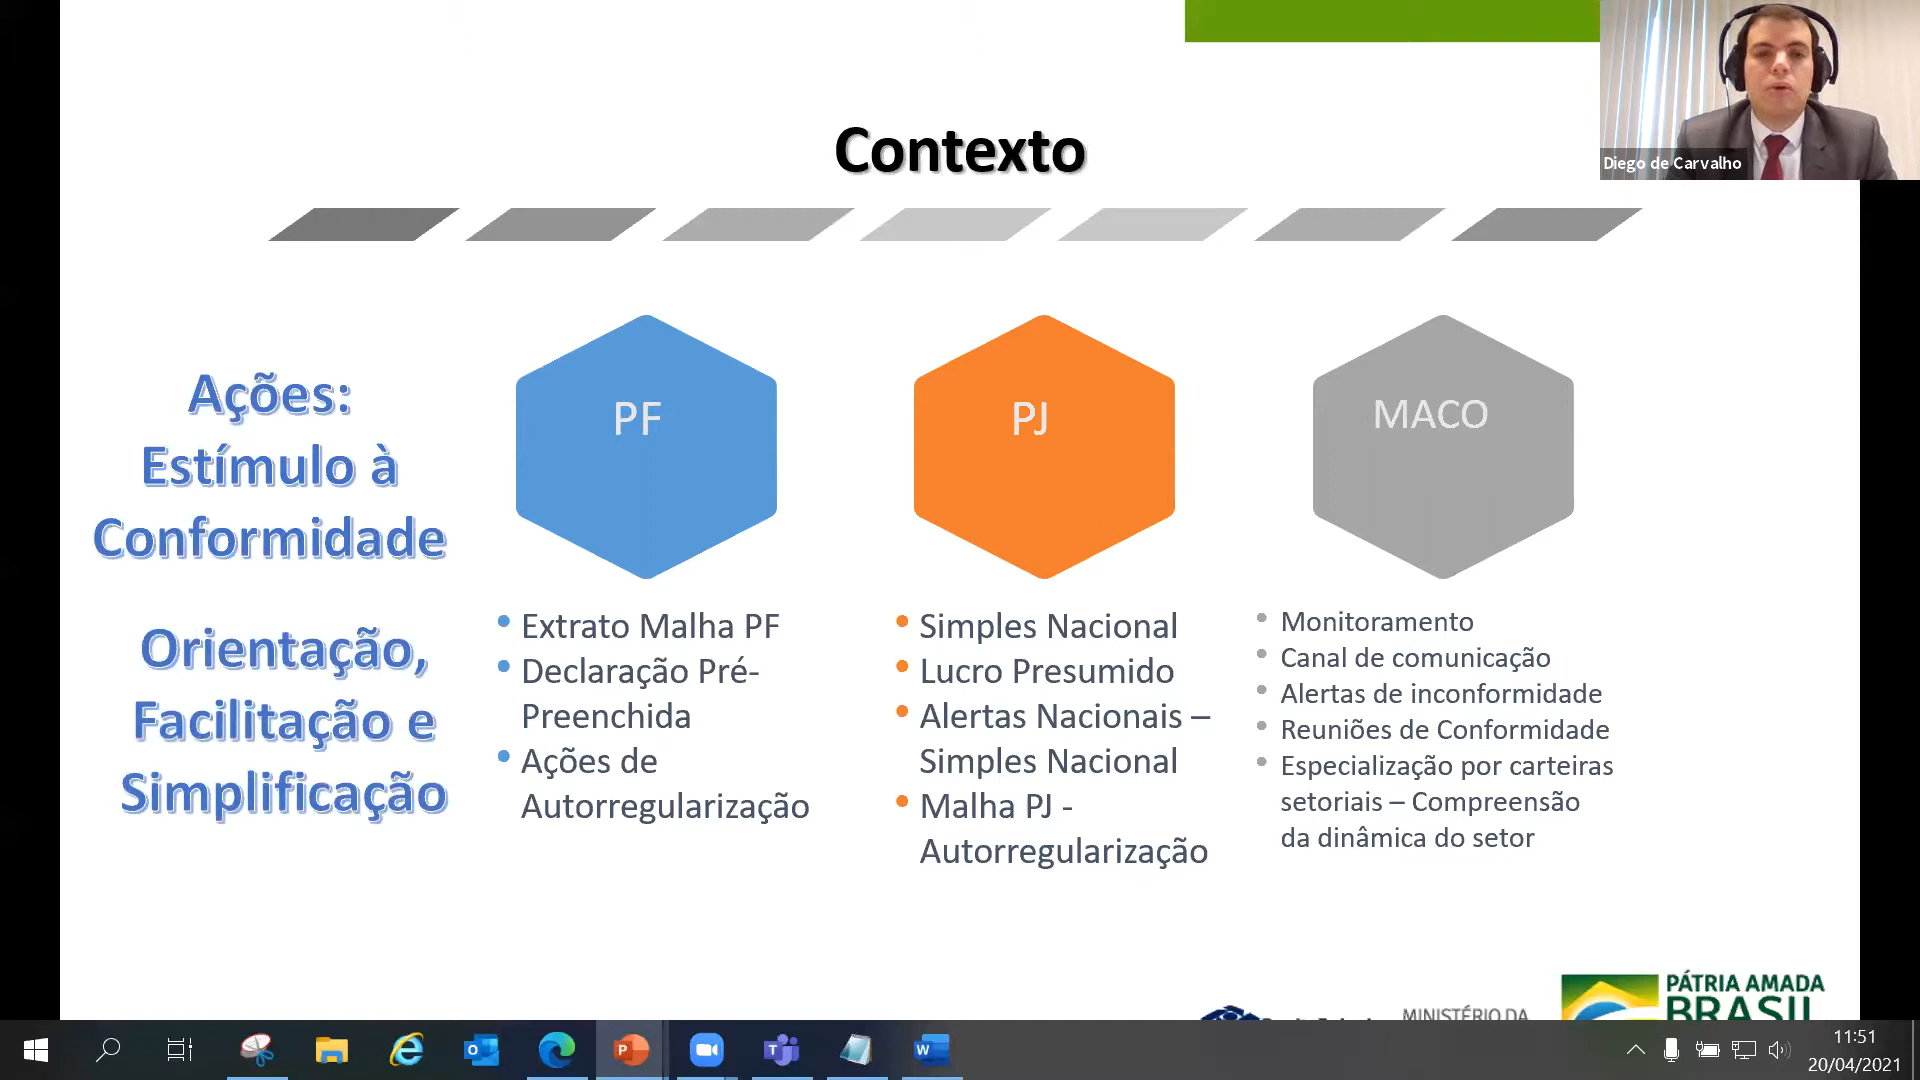 Diego de Carvalho
Contexto
Ações:
Estímulo à
Conformidade
Orientação,
Facilitação e
Simplificação
PF
• Extrato Malha PF
• Declaração Pré-
Preenchida
• Ações de
Autorregularização
PJ
• Simples Nacional
• Lucro Presumido
• Alertas Nacionais –
Simples Nacional
• Malha PJ -
Autorregularização
MACO
• Monitoramento
• Canal de comunicação
• Alertas de inconformidade
• Reuniões de Conformidade
• Especialização por carteiras
setoriais – Compreensão
da dinâmica do setor
MINISTÉRIO DA
PÁTRIA AMADA
BRASIL
11:51
20/04/2021